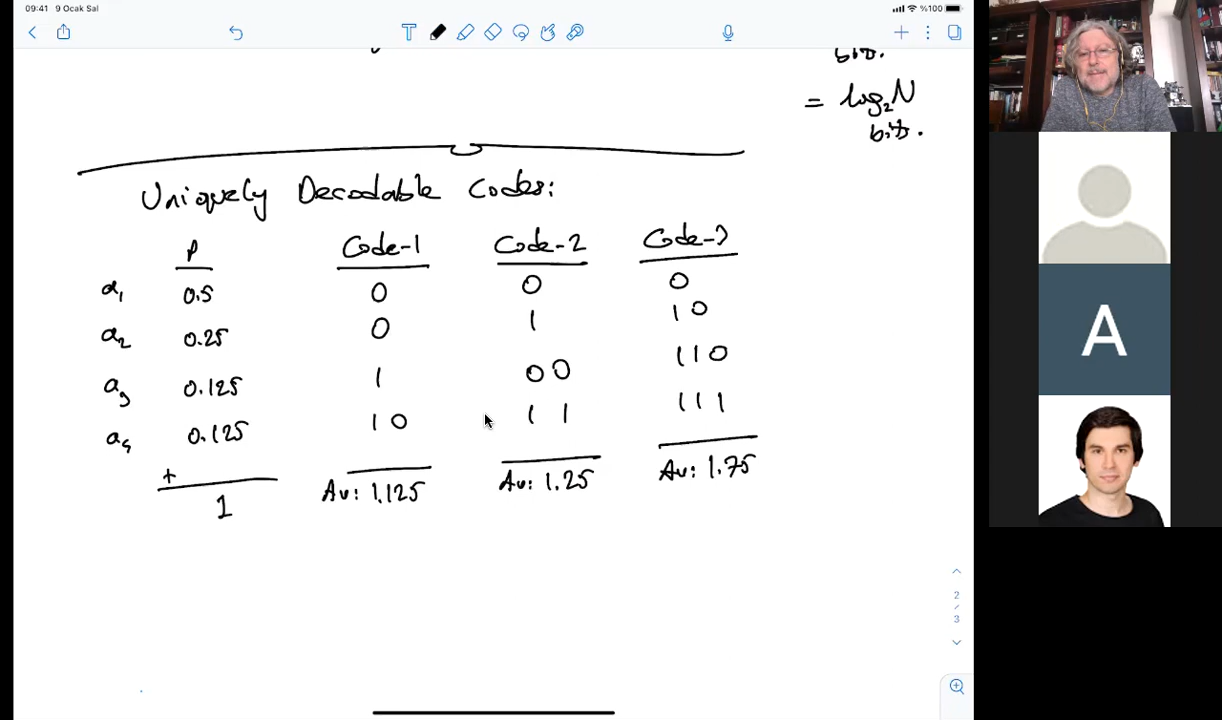 09:41 9 Ocak Sal %100
T
bit.
= log₂N
bit.
Uniquely Decodable Codes:
P Code-1 Code-2 Code-3
a₁ 0.5 0 0 0
a₂ 0.25 0 1 10
a₃ 0.125 1 00 110
a₄ 0.125 10 11 111
+
1 Av: 1.125 Av: 1.25 Av: 1.75
A
2
/
3